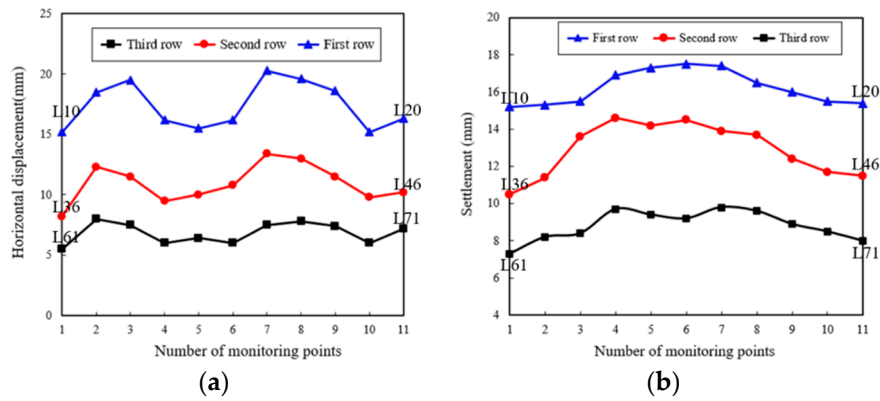 25
20
15
10
5
0
Horizontal displacement(mm)
Third row Second row First row
L10
L20
L36
L46
L61
L71
1 2 3 4 5 6 7 8 9 10 11
Number of monitoring points
(a)
20
18
16
14
12
10
8
6
4
Settlement (mm)
First row Second row Third row
L10
L20
L36
L46
L61
L71
1 2 3 4 5 6 7 8 9 10 11
Number of monitoring points
(b)